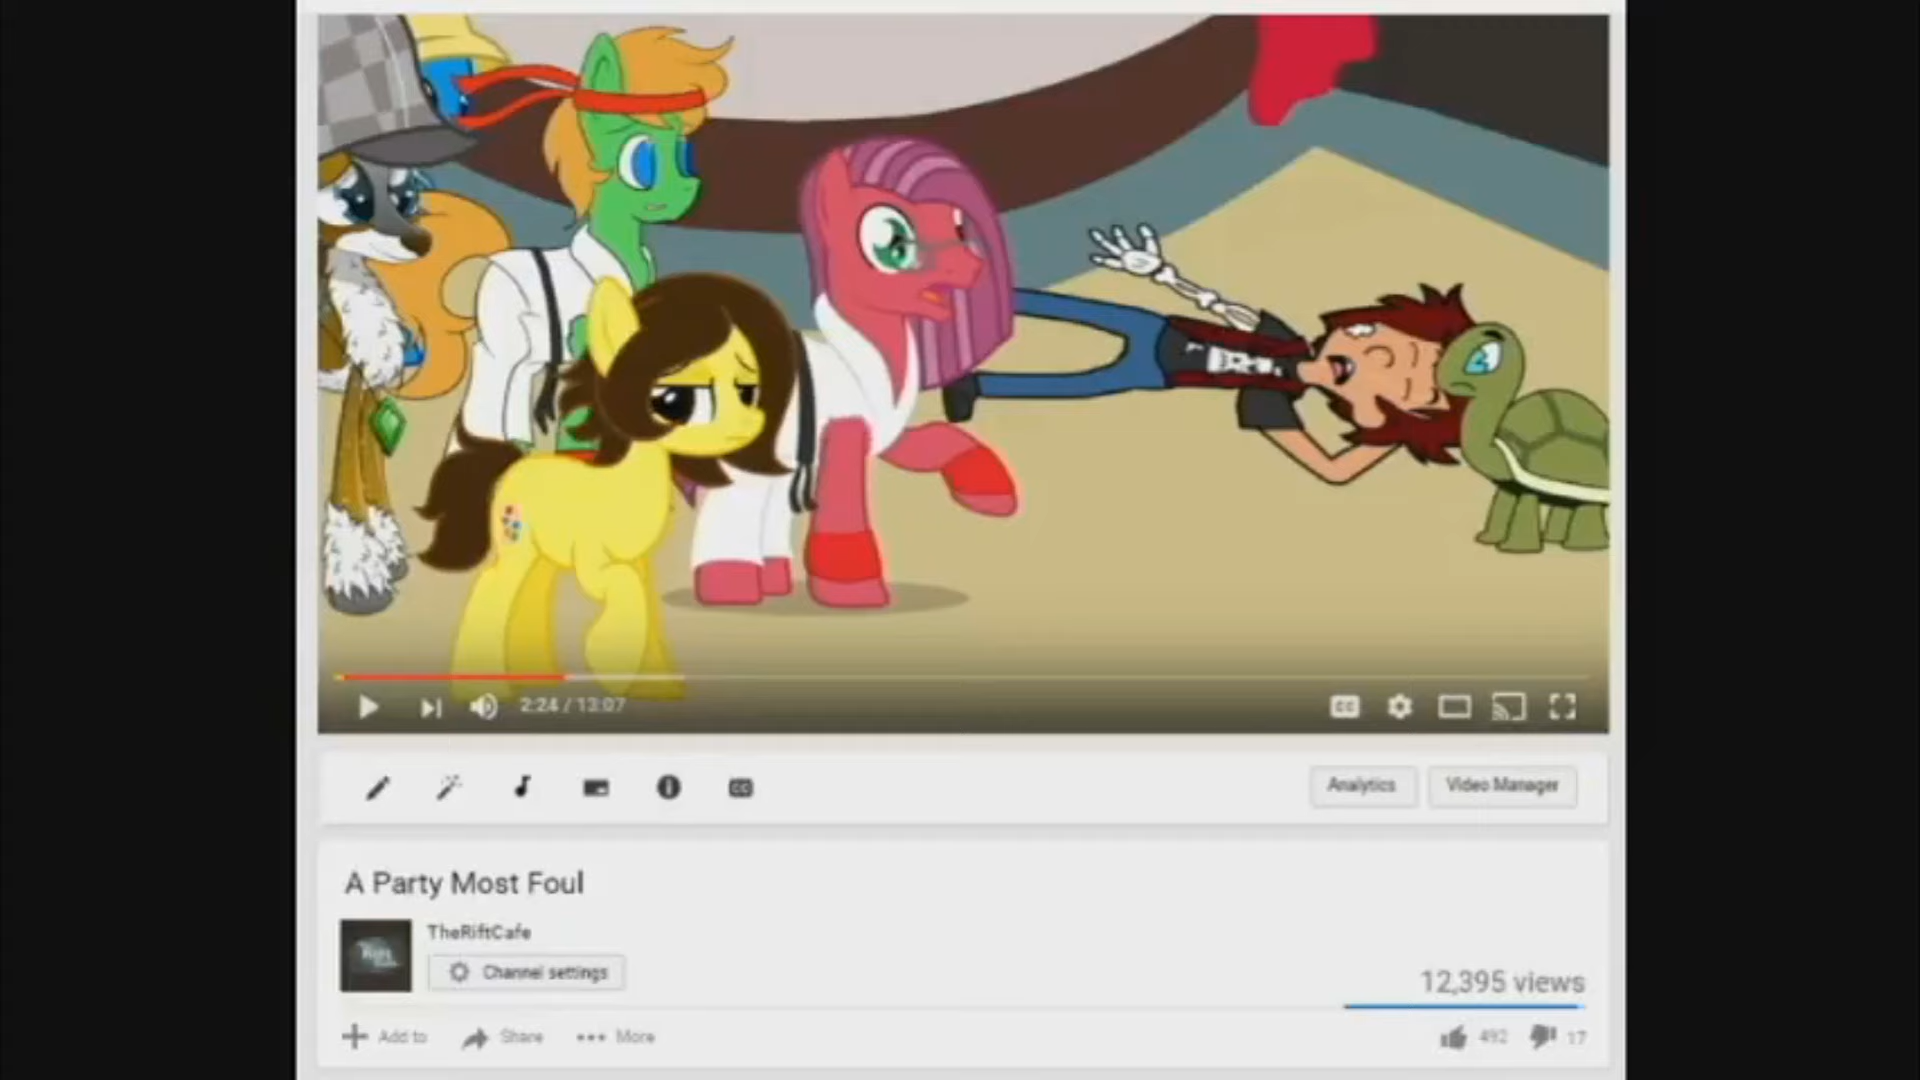 2:24 / 13:07
Analytics
Video Manager
A Party Most Foul
TheRiftCafe
Channel settings
12,395 views
Add to
Share
More
492
17